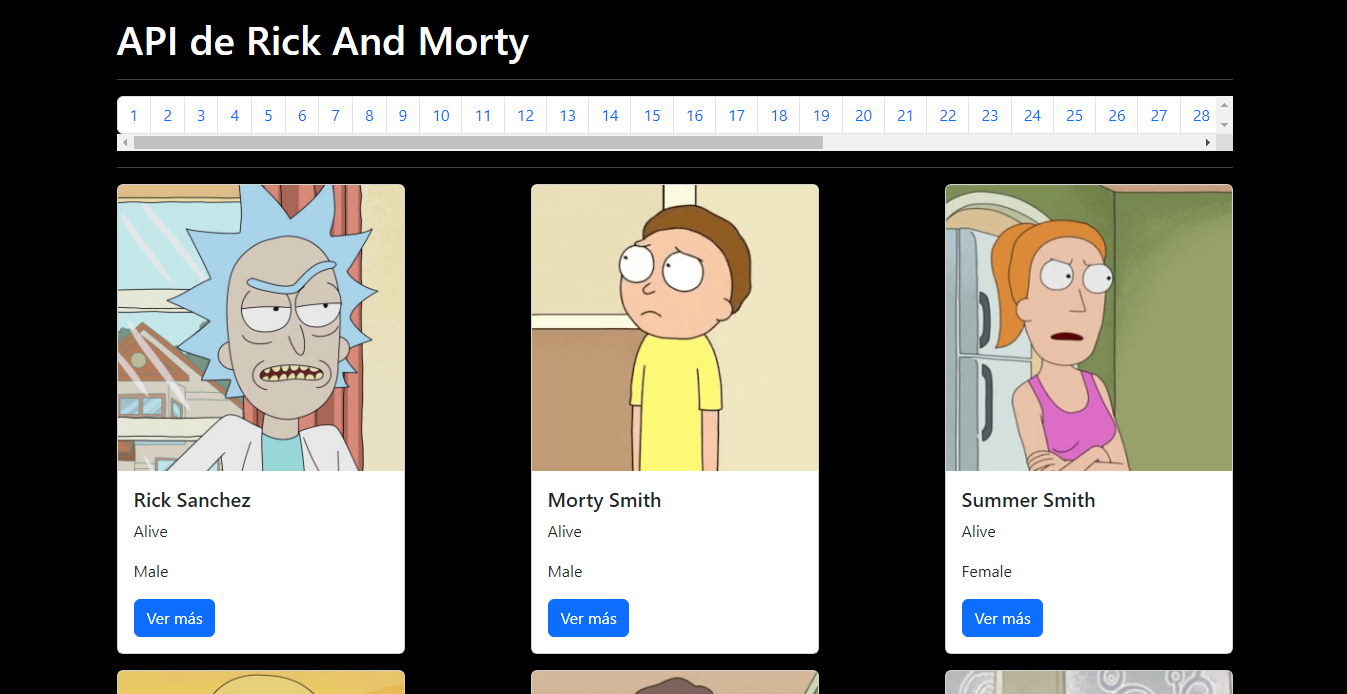 API de Rick And Morty
1 2 3 4 5 6 7 8 9 10 11 12 13 14 15 16 17 18 19 20 21 22 23 24 25 26 27 28
Rick Sanchez Morty Smith Summer Smith
Alive Alive Alive
Male Male Female
Ver más Ver más Ver más